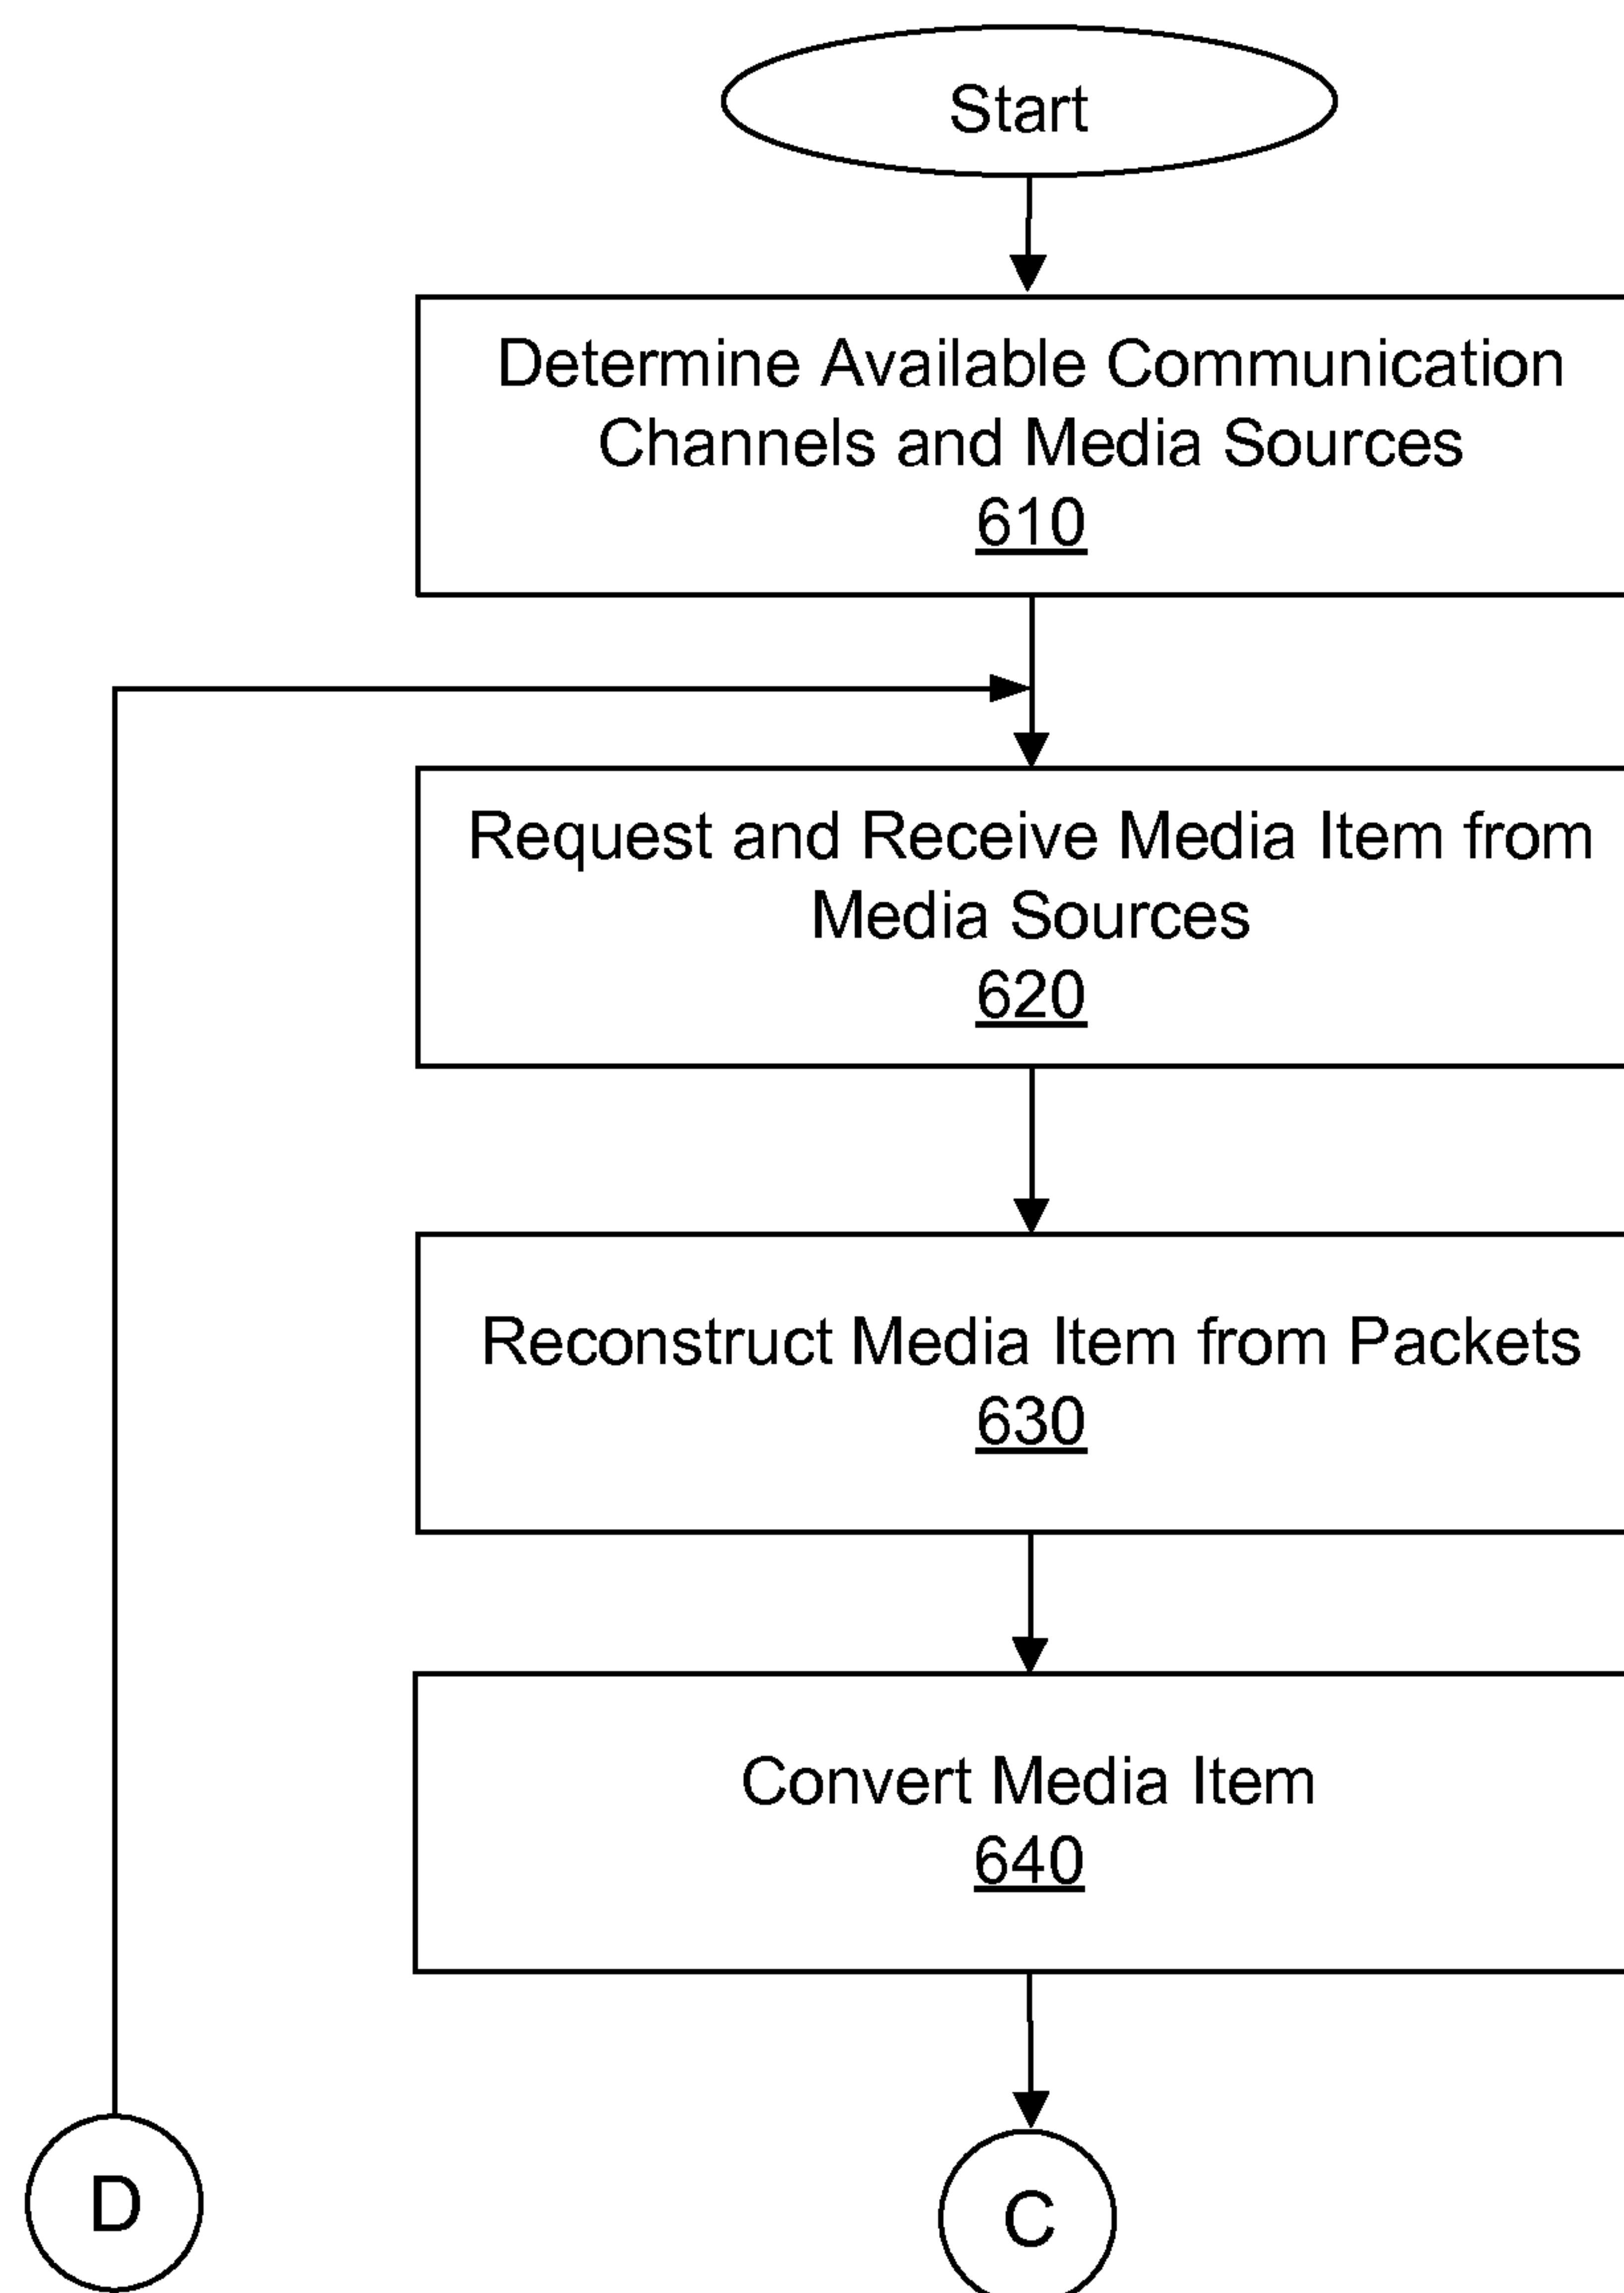 Start
Determine Available Communication
Channels and Media Sources
610
Request and Receive Media Item from
Media Sources
620
Reconstruct Media Item from Packets
630
Convert Media Item
640
D
C